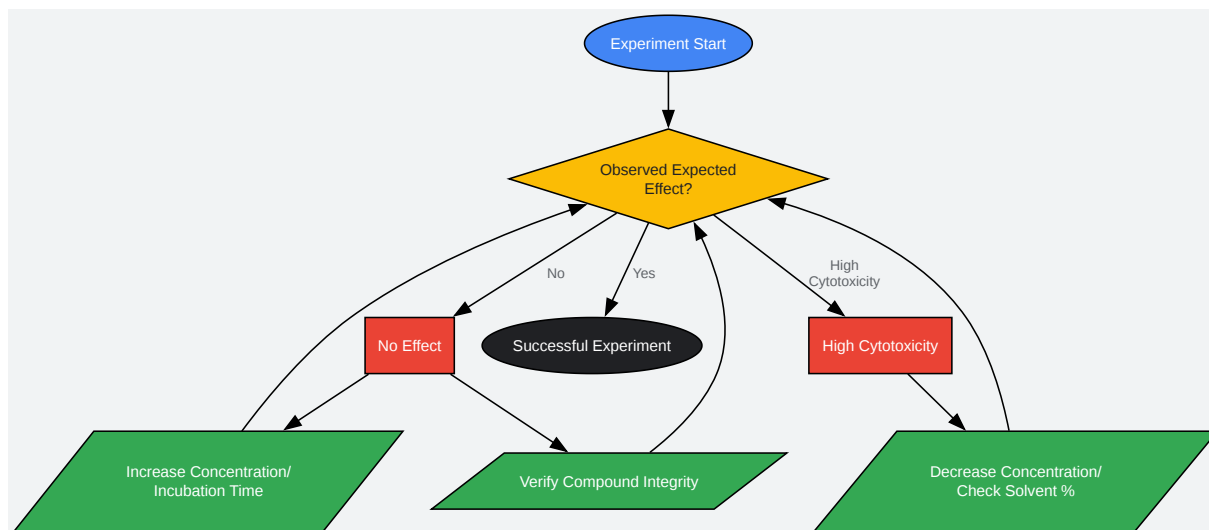 Experiment Start
Observed Expected
Effect?
No
Yes
High
Cytotoxicity
No Effect
Successful Experiment
High Cytotoxicity
Increase Concentration/
Incubation Time
Verify Compound Integrity
Decrease Concentration/
Check Solvent %